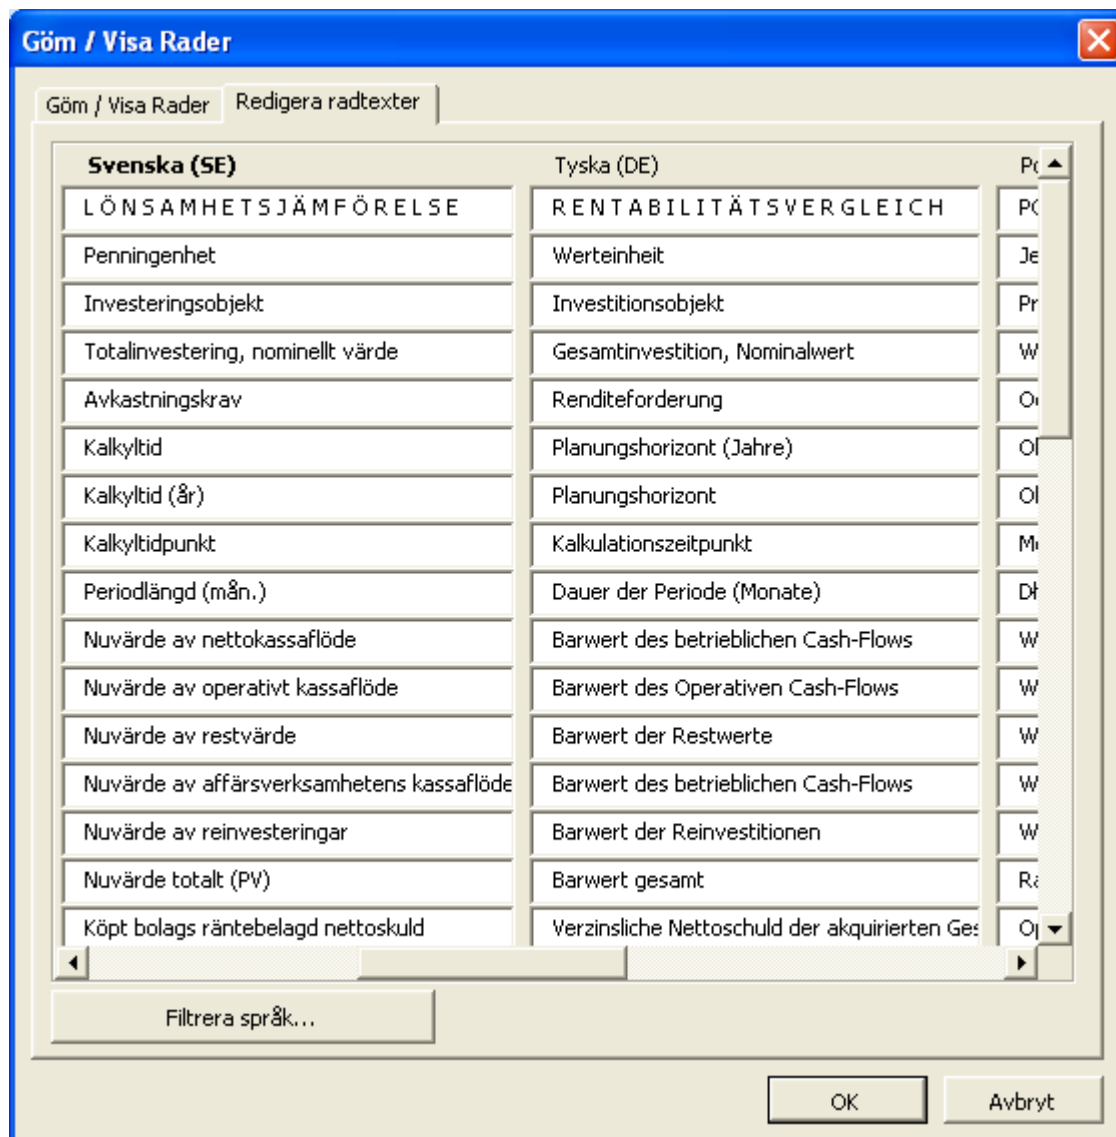 Göm / Visa Rader
Göm / Visa Rader Redigera radtexter
Svenska (SE) Tyska (DE)
L Ö N S A M H E T S J Ä M F Ö R E L S E R E N T A B I L I T Ä T S V E R G L E I C H
Penningenhet Werteinheit
Investeringsobjekt Investitionsobjekt
Totalinvestering, nominellt värde Gesamtinvestition, Nominalwert
Avkastningskrav Renditeforderung
Kalkyltid Planungshorizont (Jahre)
Kalkyltid (år) Planungshorizont
Kalkyltidpunkt Kalkulationszeitpunkt
Periodlängd (mån.) Dauer der Periode (Monate)
Nuvärde av nettokassaflöde Barwert des betrieblichen Cash-Flows
Nuvärde av operativt kassaflöde Barwert des Operativen Cash-Flows
Nuvärde av restvärde Barwert der Restwerte
Nuvärde av affärsverksamhetens kassaflöde Barwert des betrieblichen Cash-Flows
Nuvärde av reinvesteringar Barwert der Reinvestitionen
Nuvärde totalt (PV) Barwert gesamt
Köpt bolags räntebelagd nettoskuld Verzinsliche Nettoschuld der akquirierten
Filtrera språk...
OK Avbryt